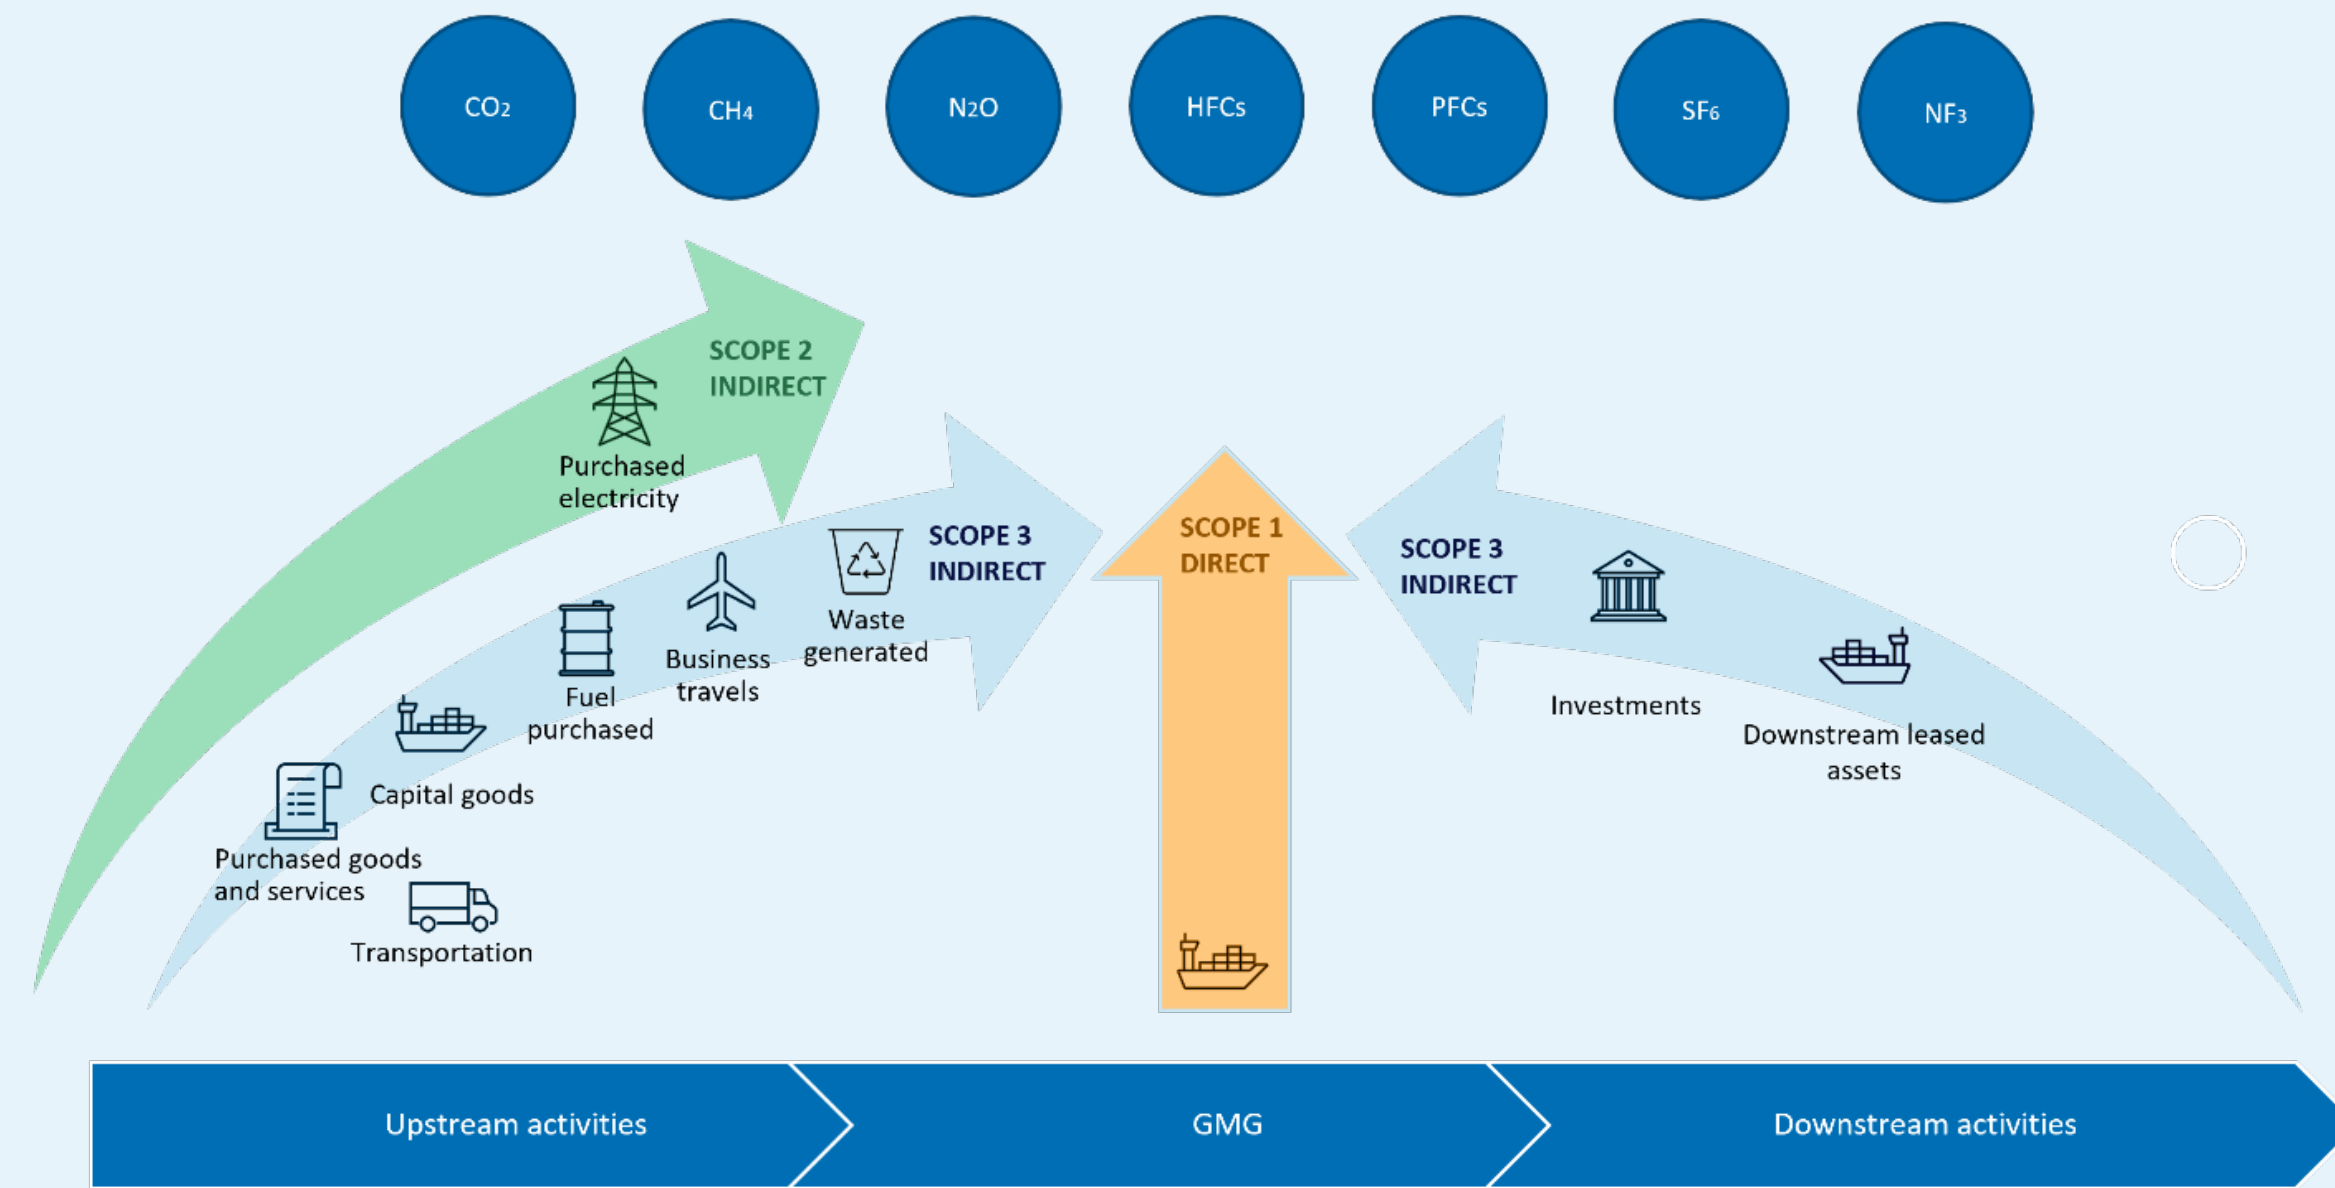 CO2
CH4
N2O
HFCs
PFCs
SF6
NF3
SCOPE 2
INDIRECT
Purchased
electricity
SCOPE 3
INDIRECT
Waste
generated
Business
travels
Fuel
purchased
Capital goods
Purchased goods
and services
Transportation
SCOPE 1
DIRECT
SCOPE 3
INDIRECT
Investments
Downstream leased
assets
Upstream activities
GMG
Downstream activities